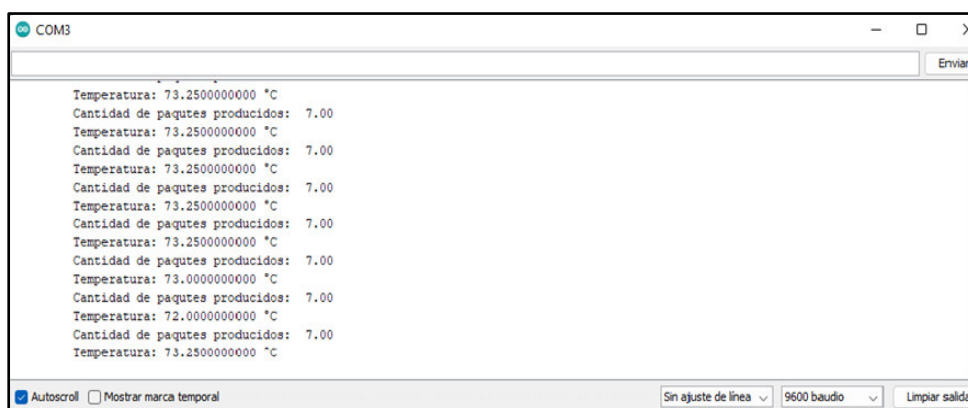 COM3
Enviar
Temperatura: 73.2500000000 °C
Cantidad de paqutes producidos: 7.00
Temperatura: 73.2500000000 °C
Cantidad de paqutes producidos: 7.00
Temperatura: 73.2500000000 °C
Cantidad de paqutes producidos: 7.00
Temperatura: 73.2500000000 °C
Cantidad de paqutes producidos: 7.00
Temperatura: 73.2500000000 °C
Cantidad de paqutes producidos: 7.00
Temperatura: 73.0000000000 °C
Cantidad de paqutes producidos: 7.00
Temperatura: 72.0000000000 °C
Cantidad de paqutes producidos: 7.00
Temperatura: 73.2500000000 °C
Autoscroll Mostrar marca temporal Sin ajuste de línea 9600 baudio Limpiar salida